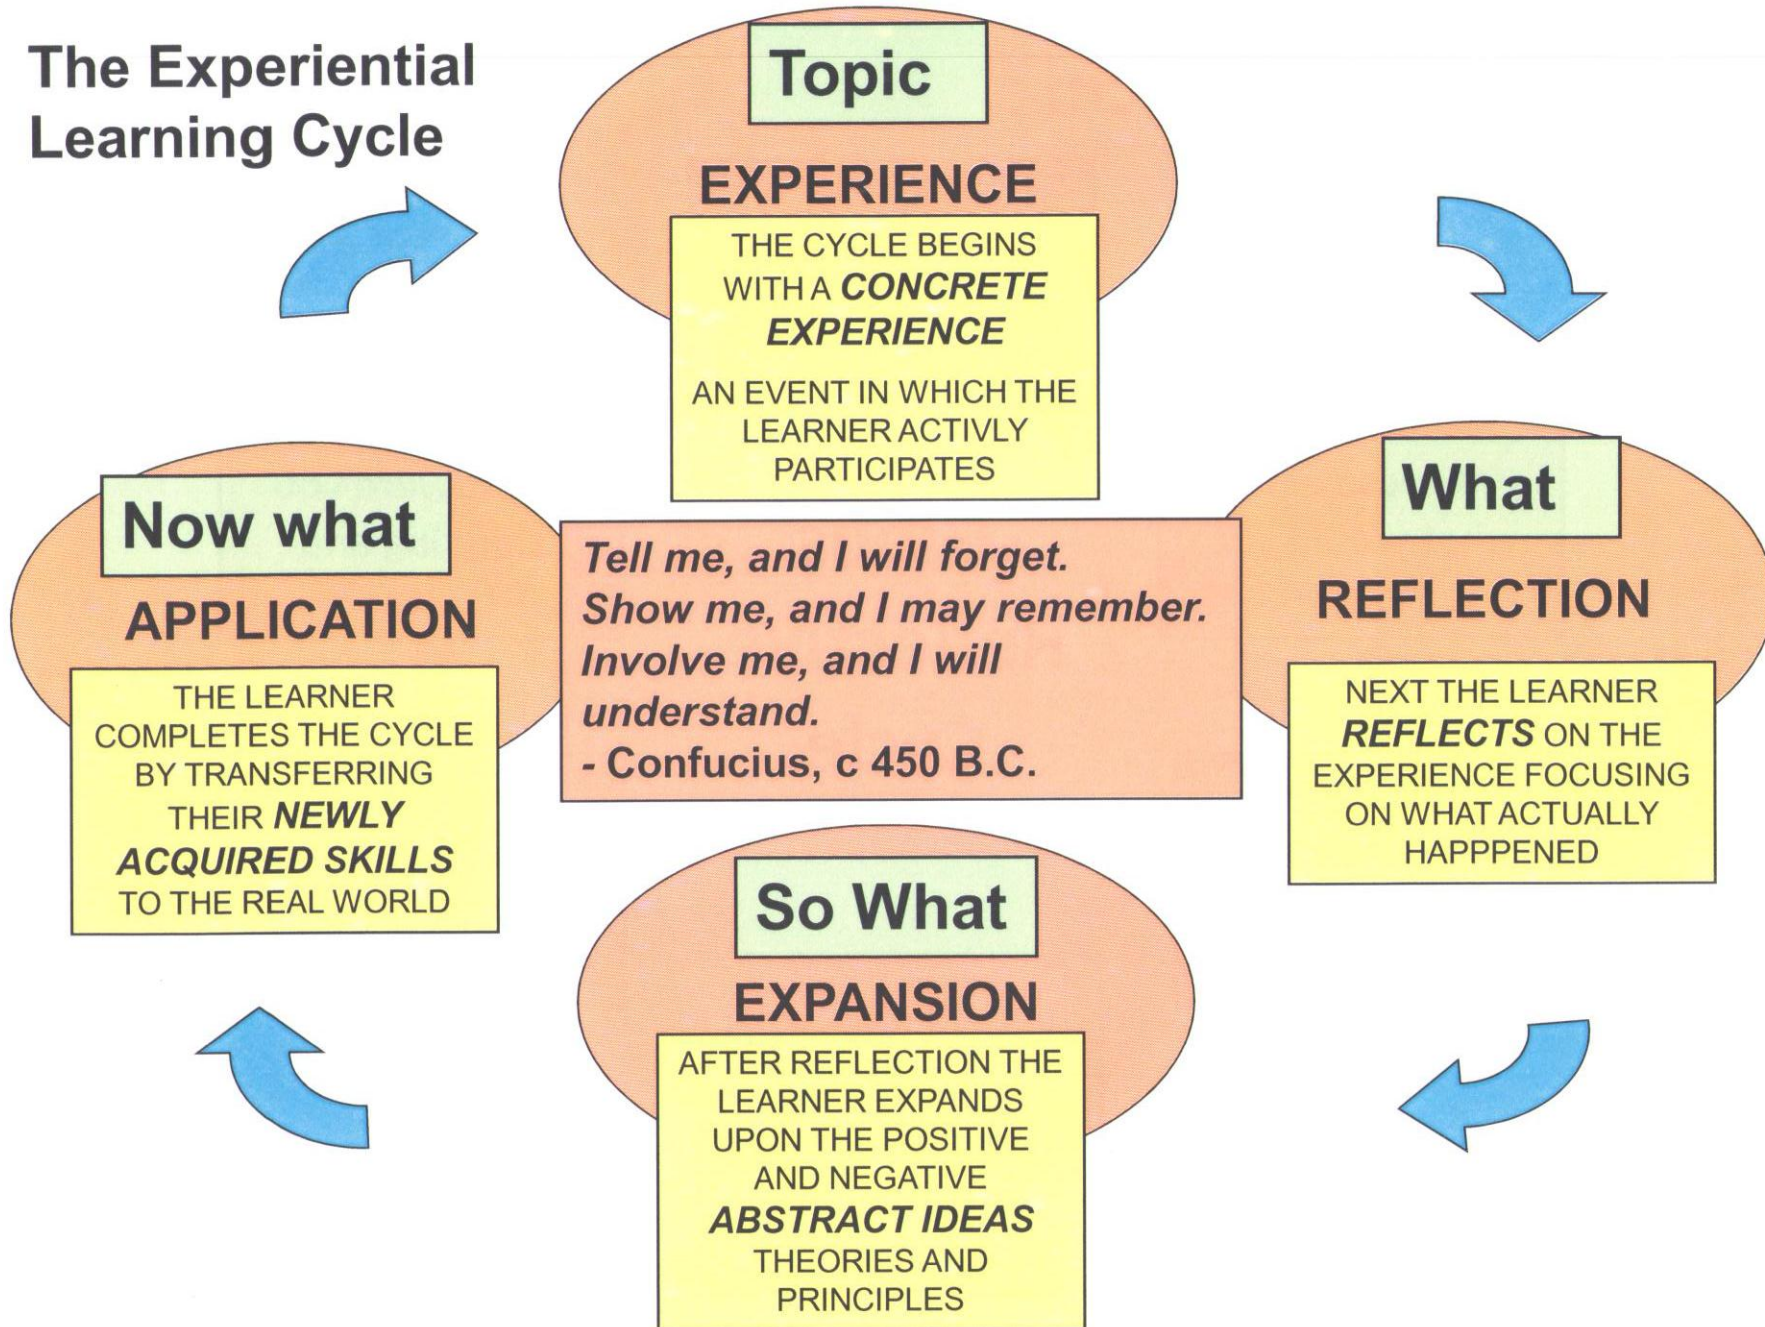 The Experiential
Learning Cycle
Topic
EXPERIENCE
THE CYCLE BEGINS
WITH A CONCRETE
EXPERIENCE
AN EVENT IN WHICH THE
LEARNER ACTIVLY
PARTICIPATES
What
REFLECTION
NEXT THE LEARNER
REFLECTS ON THE
EXPERIENCE FOCUSING
ON WHAT ACTUALLY
HAPPPENED
So What
EXPANSION
AFTER REFLECTION THE
LEARNER EXPANDS
UPON THE POSITIVE
AND NEGATIVE
ABSTRACT IDEAS
THEORIES AND
PRINCIPLES
Now what
APPLICATION
THE LEARNER
COMPLETES THE CYCLE
BY TRANSFERRING
THEIR NEWLY
ACQUIRED SKILLS
TO THE REAL WORLD
Tell me, and I will forget.
Show me, and I may remember.
Involve me, and I will
understand.
- Confucius, c 450 B.C.